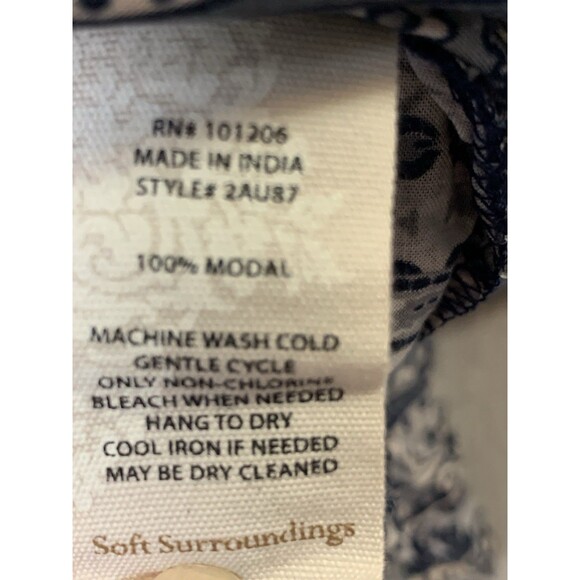 RN# 101206
MADE IN INDIA
STYLE# 2AU87
100% MODAL
MACHINE WASH COLD
GENTLE CYCLE
ONLY NON-CHLORINE
BLEACH WHEN NEEDED
HANG TO DRY
COOL IRON IF NEEDED
MAY BE DRY CLEANED
Soft Surroundings